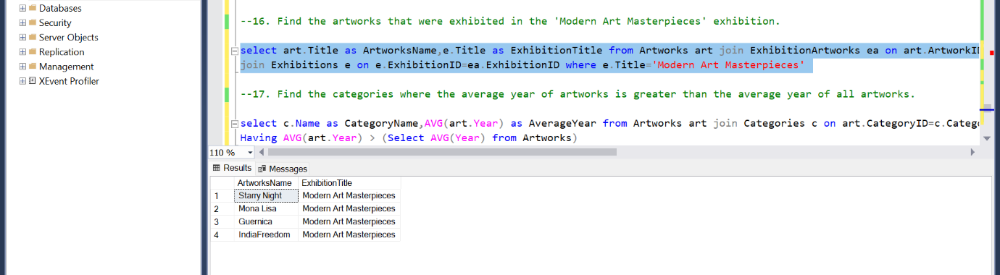 Databases
Security
Server Objects
Replication
Management
XEvent Profiler
--16. Find the artworks that were exhibited in the 'Modern Art Masterpieces' exhibition.
select art.Title as ArtworksName,e.Title as ExhibitionTitle from Artworks art join ExhibitionArtworks ea on art.ArtworkID
join Exhibitions e on e.ExhibitionID=ea.ExhibitionID where e.Title='Modern Art Masterpieces'
--17. Find the categories where the average year of artworks is greater than the average year of all artworks.
select c.Name as CategoryName,AVG(art.Year) as AverageYear from Artworks art join Categories c on art.CategoryID=c.Catego
Having AVG(art.Year) > (Select AVG(Year) from Artworks)
110 %
Results Messages
ArtworksName ExhibitionTitle
1 Starry Night Modern Art Masterpieces
2 Mona Lisa Modern Art Masterpieces
3 Guernica Modern Art Masterpieces
4 IndiaFreedom Modern Art Masterpieces